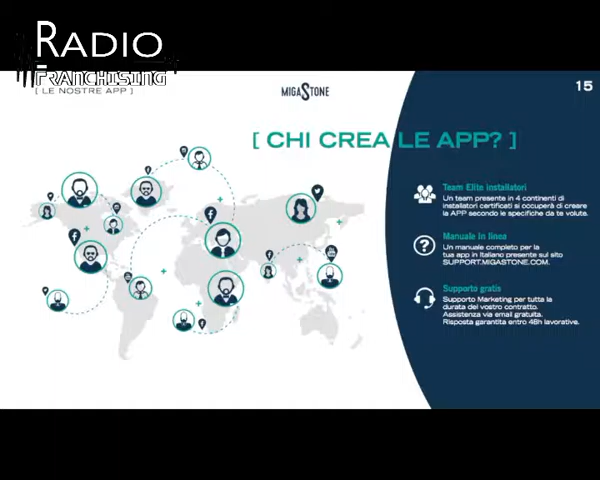 RADIO
FRANCHISING
[ LE NOSTRE APP ]
MIGASTONE
15
[ CHI CREA LE APP? ]
Team Elite installatori
Un team presente in 4 continenti di
installatori certificati si occuperà di creare
la APP secondo le specifiche da te volute.
Manuale in linea
Un manuale completo per la
tua app in Italiano presente sul sito
SUPPORT.MIGASTONE.COM.
Supporto gratis
Supporto Marketing per tutta la
durata del vostro contratto.
Assistenza via email gratuita.
Risposta garantita entro 48h lavorative.